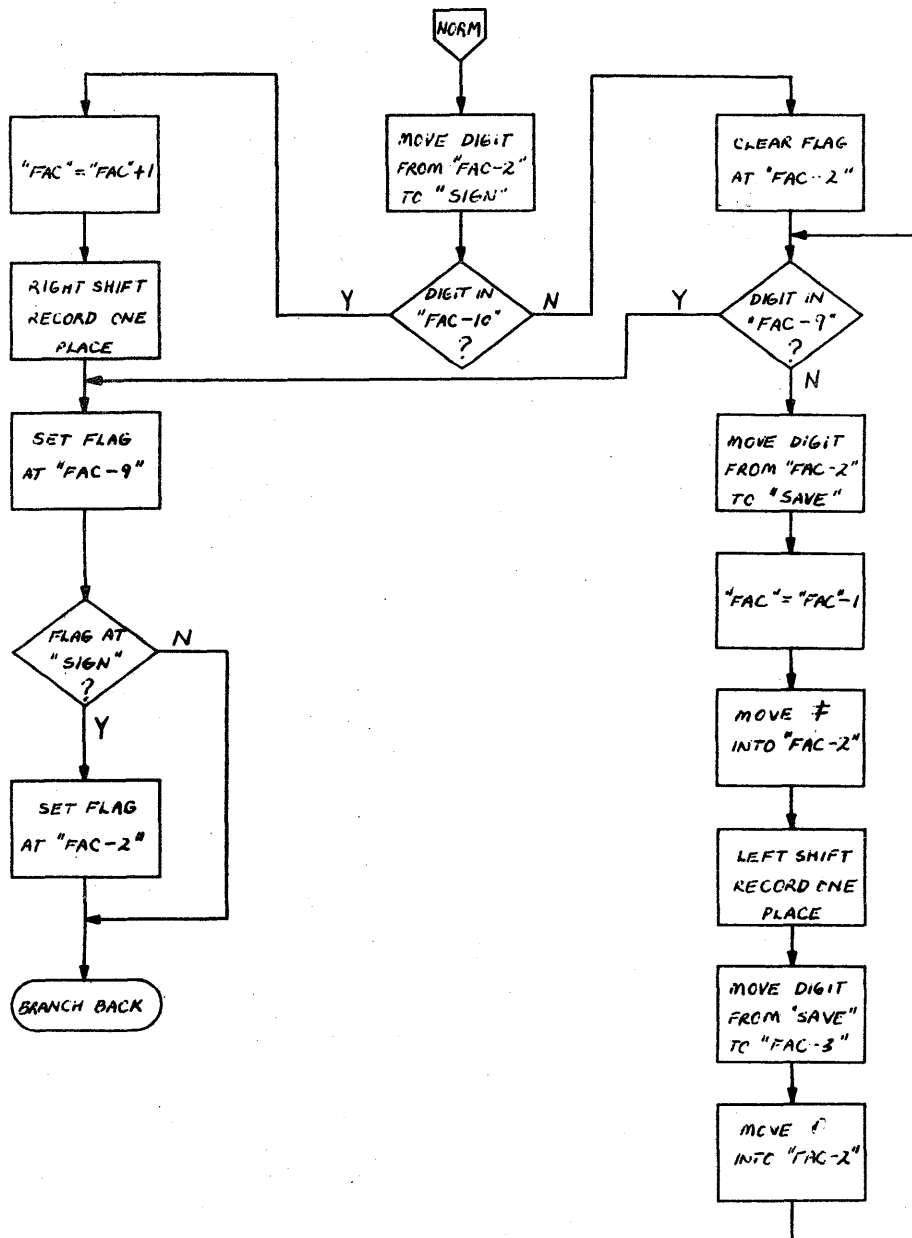 NORM
MOVE DIGIT
FROM "FAC-2"
TO "SIGN"
DIGIT IN
"FAC-10"
?
Y
N
"FAC"="FAC"+1
RIGHT SHIFT
RECORD ONE
PLACE
SET FLAG
AT "FAC-9"
FLAG AT
"SIGN"
?
N
Y
SET FLAG
AT "FAC-2"
BRANCH BACK
CLEAR FLAG
AT "FAC-2"
DIGIT IN
"FAC-9"
?
Y
N
MOVE DIGIT
FROM "FAC-2"
TO "SAVE"
"FAC"="FAC"-1
MOVE ‡
INTO "FAC-2"
LEFT SHIFT
RECORD ONE
PLACE
MOVE DIGIT
FROM "SAVE"
TO "FAC-3"
MOVE
INTO "FAC-2"